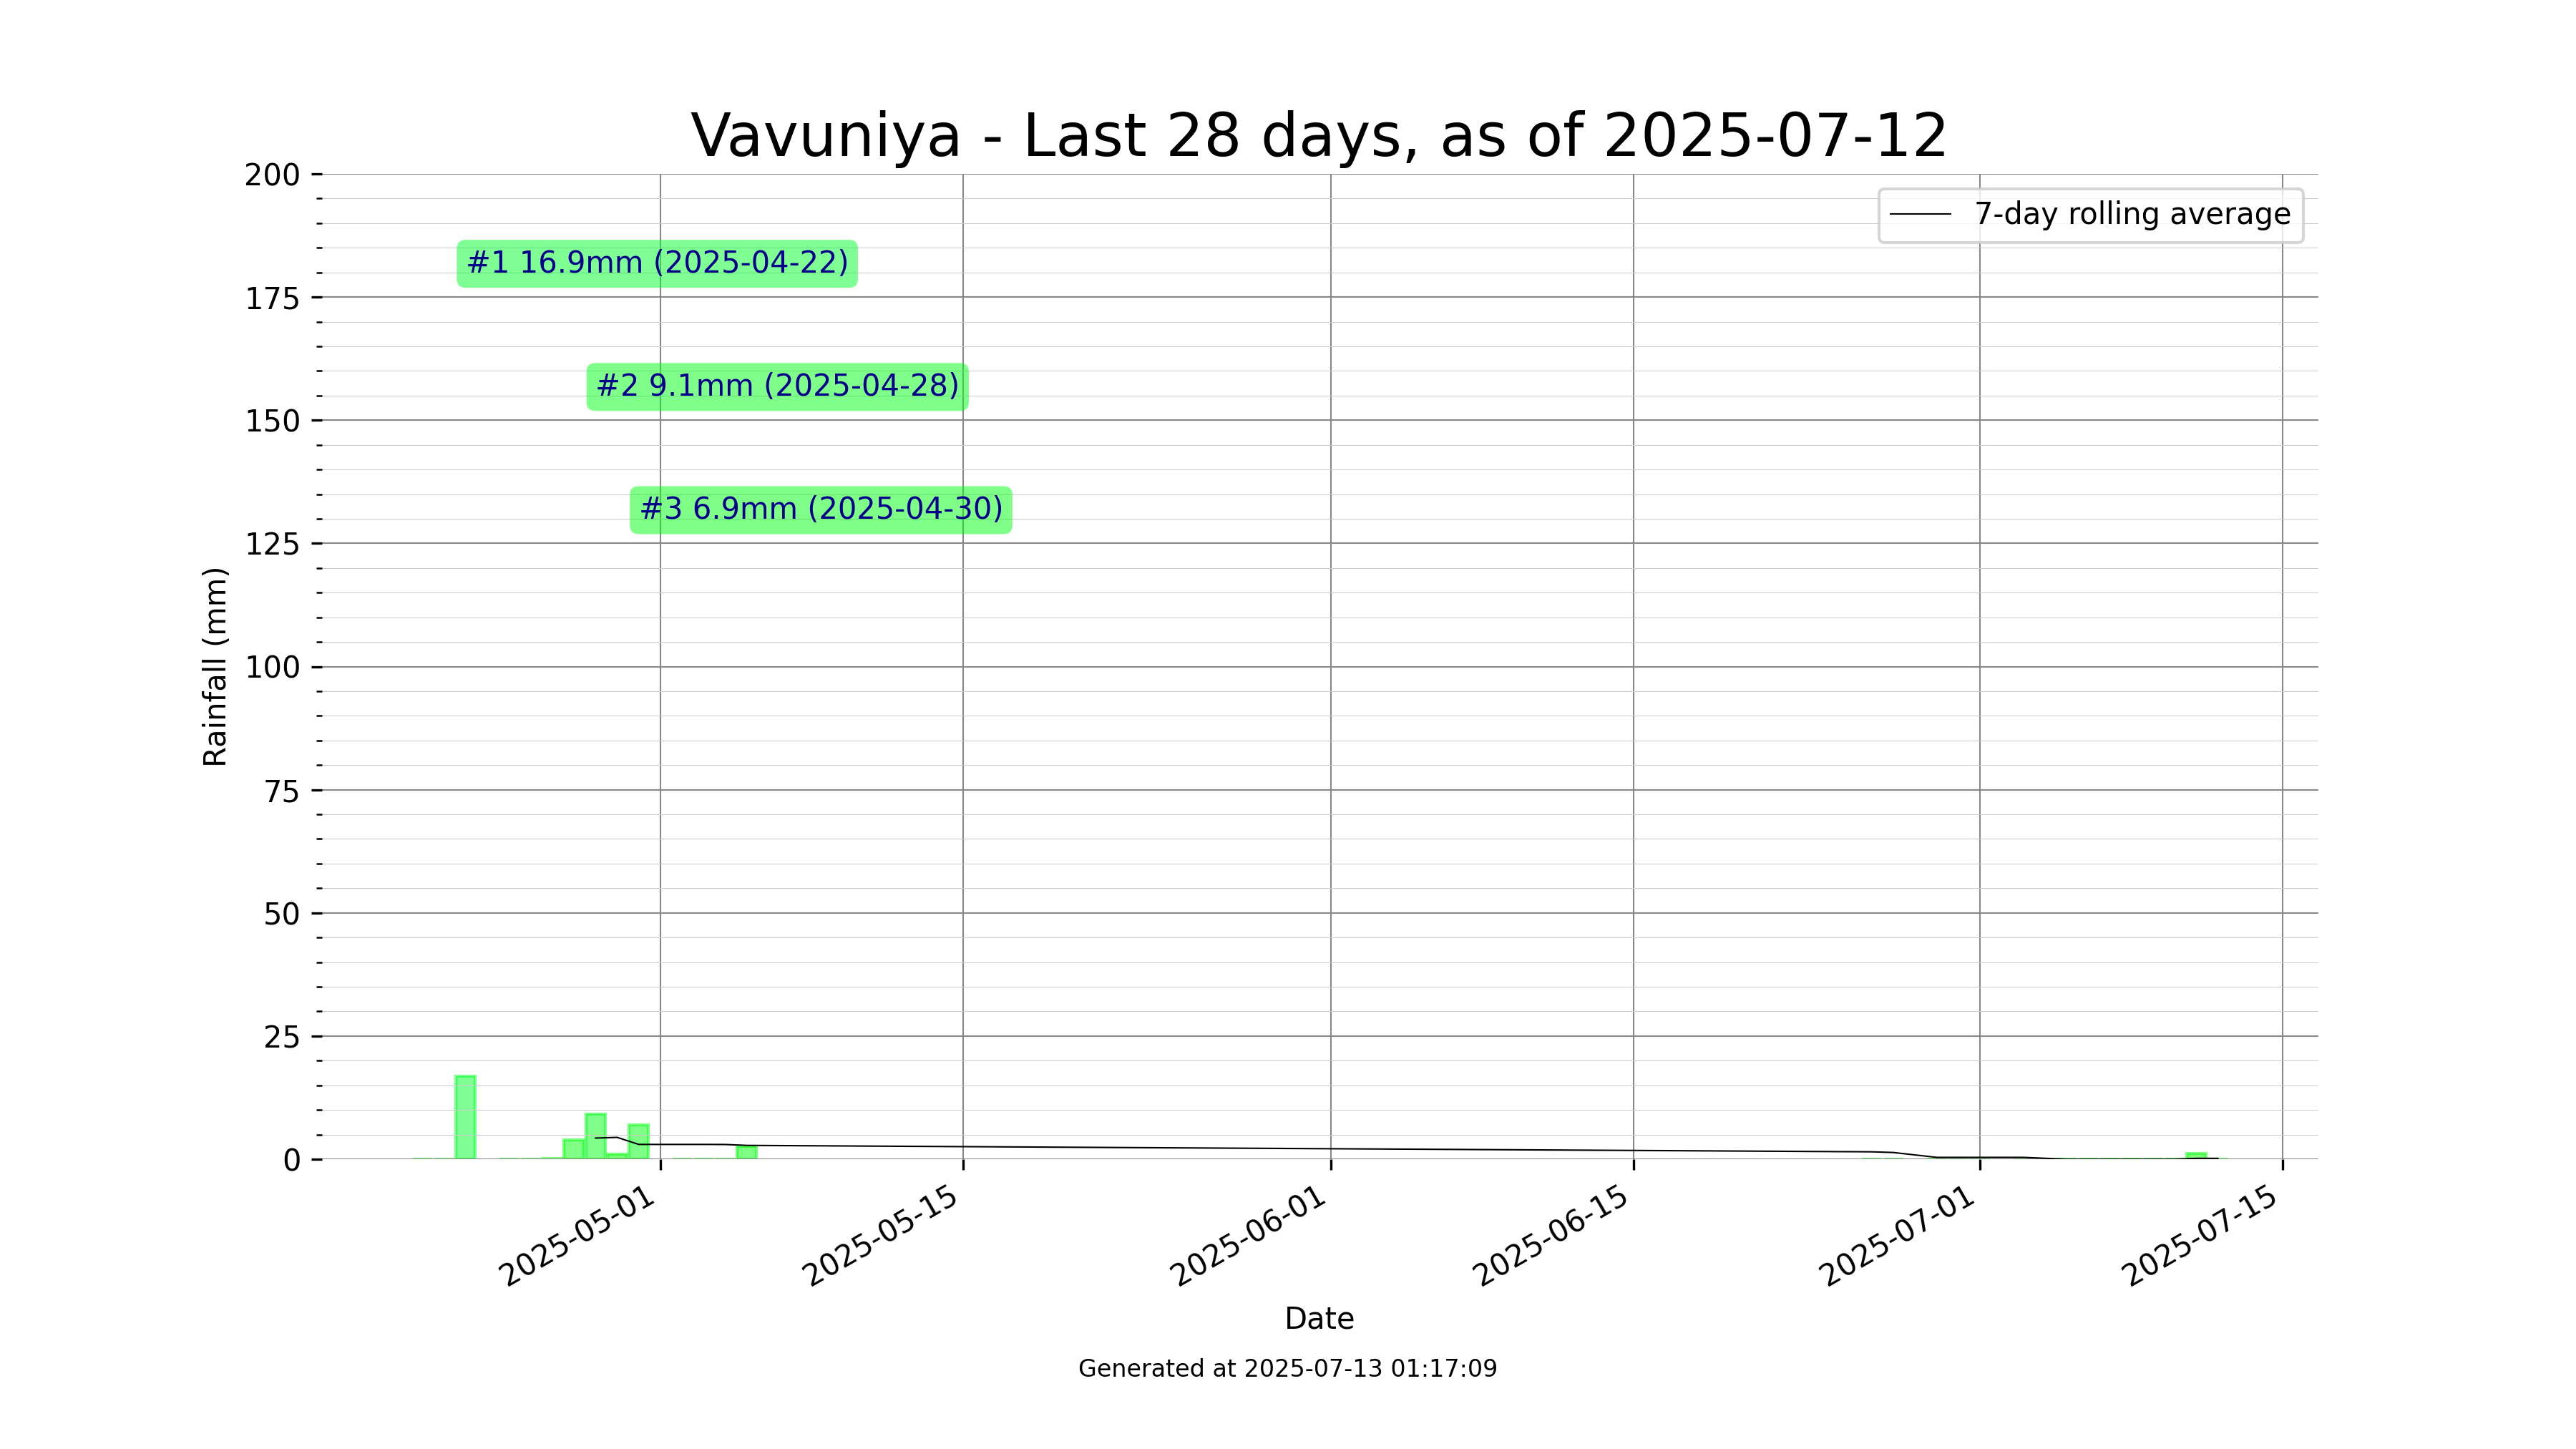 Vavuniya - Last 28 days, as of 2025-07-12
200
175
150
125
100
75
50
25
0
Rainfall (mm)
7-day rolling average
#1 16.9mm (2025-04-22)
#2 9.1mm (2025-04-28)
#3 6.9mm (2025-04-30)
2025-05-01
2025-05-15
2025-06-01
2025-06-15
2025-07-01
2025-07-15
Date
Generated at 2025-07-13 01:17:09